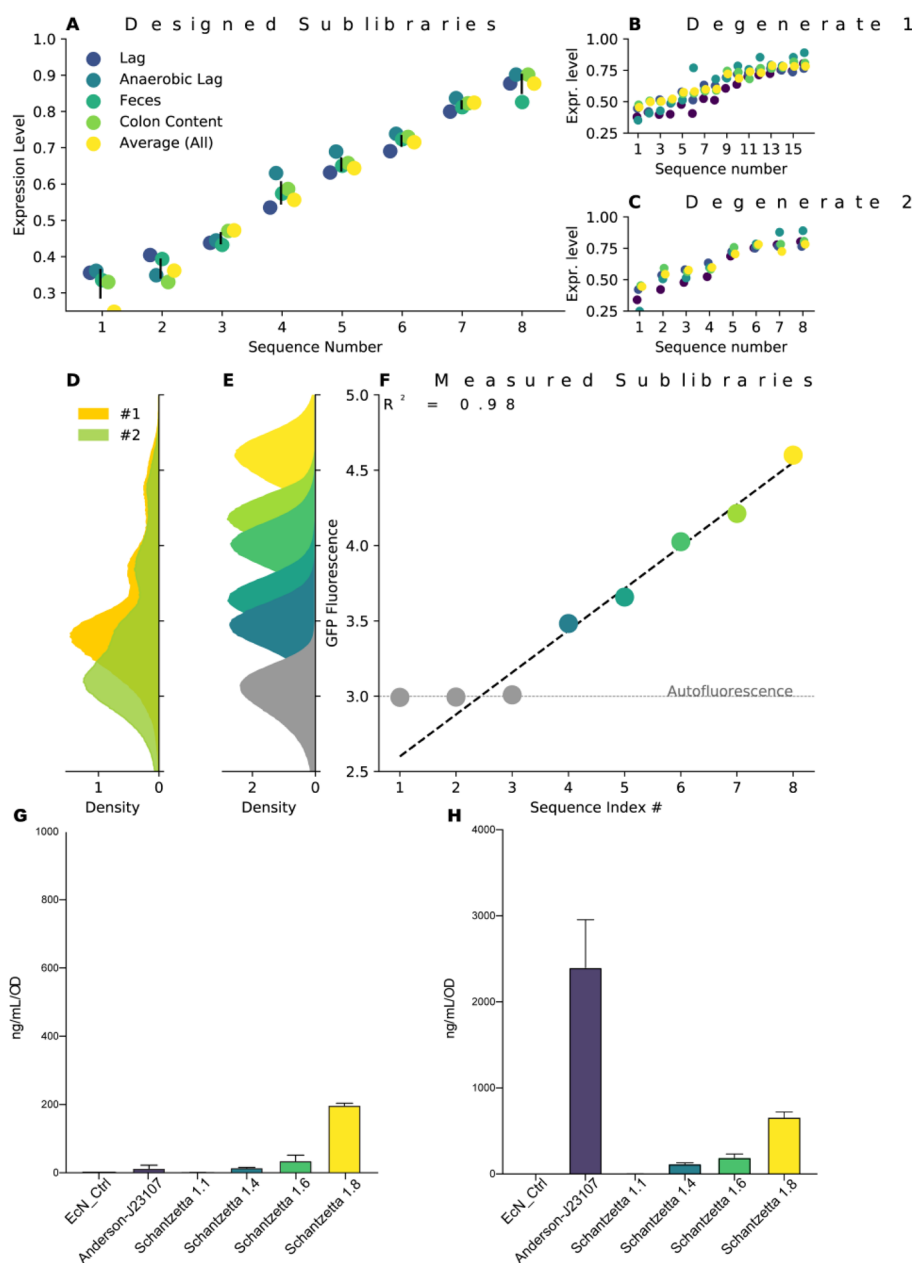 A Designed Sublibraries
Expression Level
1.0
0.9
0.8
0.7
0.6
0.5
0.4
0.3
Lag
Anaerobic Lag
Feces
Colon Content
Average (All)
1 2 3 4 5 6 7 8
Sequence Number
B Degenerate 1
Expr. level
1.00
0.75
0.50
0.25
1 3 5 7 9 11 13 15
Sequence number
C Degenerate 2
Expr. level
1.00
0.75
0.50
0.25
1 2 3 4 5 6 7 8
Sequence number
D
#1
#2
1 0
Density
E
2 0
Density
F Measured Sublibraries
R² = 0.98
GFP Fluorescence
5.0
4.5
4.0
3.5
3.0
2.5
Autofluorescence
1 2 3 4 5 6 7 8
Sequence Index #
G
ng/mL/OD
1000
800
600
400
200
0
EcN_Ctrl
Anderson-J23107
Schantzetta 1.1
Schantzetta 1.4
Schantzetta 1.6
Schantzetta 1.8
H
ng/mL/OD
4000
3000
2000
1000
0
EcN_Ctrl
Anderson-J23107
Schantzetta 1.1
Schantzetta 1.4
Schantzetta 1.6
Schantzetta 1.8